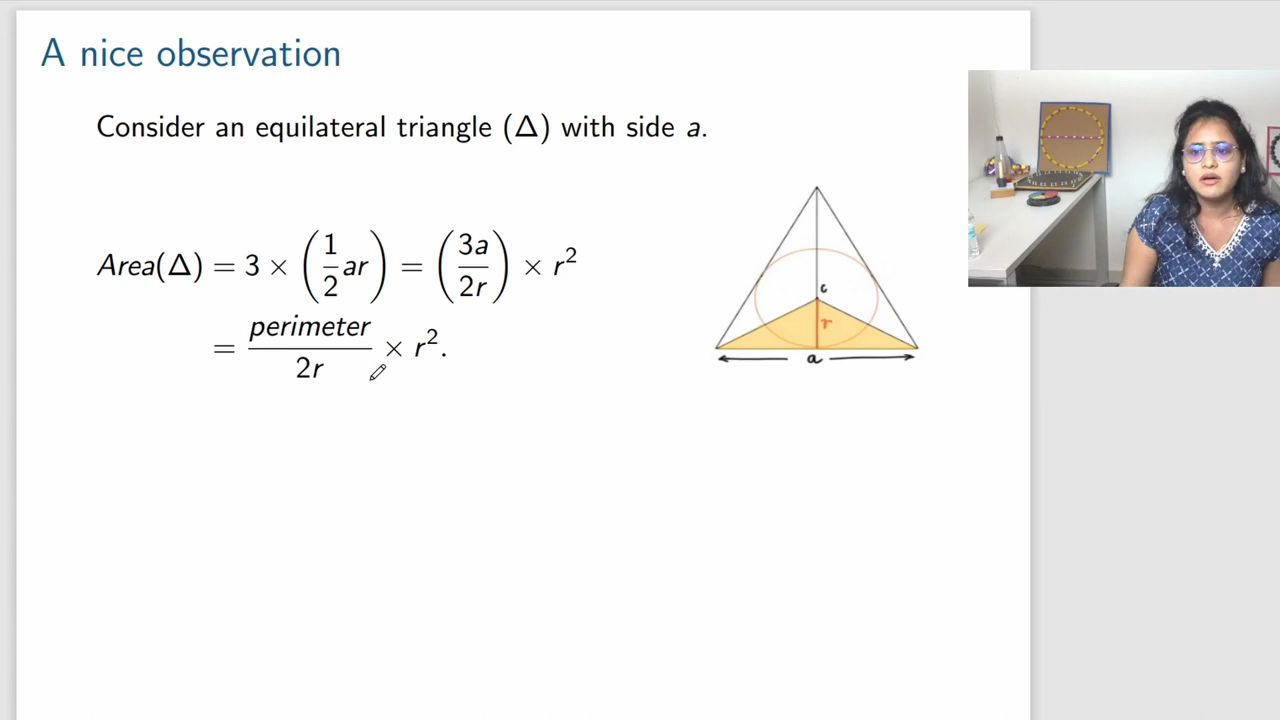 A nice observation
Consider an equilateral triangle (Δ) with side a.
Area(Δ) = 3 × (1/2 ar) = (3a/2r) × r²
= perimeter/2r × r².
c
r
a